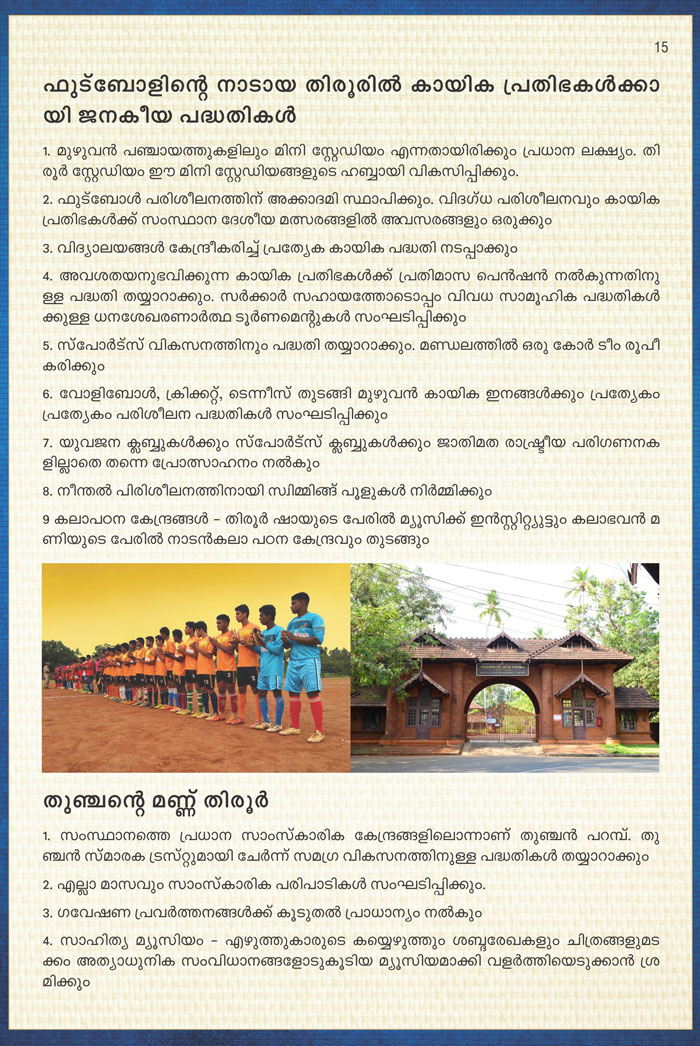 15
ഫുട്ബോളിന്റെ നാടായ തിരൂരിൽ കായിക പ്രതിഭകൾക്കാ
യി ജനകീയ പദ്ധതികൾ
1. മുഴുവൻ പഞ്ചായത്തുകളിലും മിനി സ്റ്റേഡിയം എന്നതായിരിക്കും പ്രധാന ലക്ഷ്യം. തി
രൂർ സ്റ്റേഡിയം ഈ മിനി സ്റ്റേഡിയങ്ങളുടെ ഹബ്ബായി വികസിപ്പിക്കും.
2. ഫുട്ബോൾ പരിശീലനത്തിന് അക്കാദമി സ്ഥാപിക്കും. വിദഗ്ധ പരിശീലനവും കായിക
പ്രതിഭകൾക്ക് സംസ്ഥാന ദേശീയ മത്സരങ്ങളിൽ അവസരങ്ങളും ഒരുക്കും
3. വിദ്യാലയങ്ങൾ കേന്ദ്രീകരിച്ച് പ്രത്യേക കായിക പദ്ധതി നടപ്പാക്കും
4. അവശതയനുഭവിക്കുന്ന കായിക പ്രതിഭകൾക്ക് പ്രതിമാസ പെൻഷൻ നൽകുന്നതിനു
ള്ള പദ്ധതി തയ്യാറാക്കും. സർക്കാർ സഹായത്തോടൊപ്പം വിവധ സാമൂഹിക പദ്ധതികൾ
ക്കുള്ള ധനശേഖരണാർത്ഥ ടൂർണമെന്റുകൾ സംഘടിപ്പിക്കും
5. സ്പോർട്സ് വികസനത്തിനും പദ്ധതി തയ്യാറാക്കും. മണ്ഡലത്തിൽ ഒരു കോർ ടീം രൂപീ
കരിക്കും
6. വോളിബോൾ, ക്രിക്കറ്റ്, ടെന്നീസ് തുടങ്ങി മുഴുവൻ കായിക ഇനങ്ങൾക്കും പ്രത്യേകം
പ്രത്യേകം പരിശീലന പദ്ധതികൾ സംഘടിപ്പിക്കും
7. യുവജന ക്ലബ്ബുകൾക്കും സ്പോർട്സ് ക്ലബ്ബുകൾക്കും ജാതിമത രാഷ്ട്രീയ പരിഗണനക
ളില്ലാതെ തന്നെ പ്രോത്സാഹനം നൽകും
8. നീന്തൽ പിരിശീലനത്തിനായി സ്വിമ്മിങ്ങ് പൂളുകൾ നിർമ്മിക്കും
9 കലാപഠന കേന്ദ്രങ്ങൾ – തിരൂർ ഷായുടെ പേരിൽ മ്യൂസിക്ക് ഇൻസ്റ്റിറ്റ്യുട്ടും കലാഭവൻ മ
ണിയുടെ പേരിൽ നാടൻകലാ പഠന കേന്ദ്രവും തുടങ്ങും
തുഞ്ചന്റെ മണ്ണ് തിരൂർ
1. സംസ്ഥാനത്തെ പ്രധാന സാംസ്കാരിക കേന്ദ്രങ്ങളിലൊന്നാണ് തുഞ്ചൻ പറമ്പ്. തു
ഞ്ചൻ സ്മാരക ട്രസ്റ്റുമായി ചേർന്ന് സമഗ്ര വികസനത്തിനുള്ള പദ്ധതികൾ തയ്യാറാക്കും
2. എല്ലാ മാസവും സാംസ്കാരിക പരിപാടികൾ സംഘടിപ്പിക്കും.
3. ഗവേഷണ പ്രവർത്തനങ്ങൾക്ക് കൂടുതൽ പ്രാധാന്യം നൽകും
4. സാഹിത്യ മ്യൂസിയം – എഴുത്തുകാരുടെ കയ്യെഴുത്തും ശബ്ദരേഖകളും ചിത്രങ്ങളുമട
ക്കം അത്യാധുനിക സംവിധാനങ്ങളോടുകൂടിയ മ്യൂസിയമാക്കി വളർത്തിയെടുക്കാൻ ശ്ര
മിക്കും